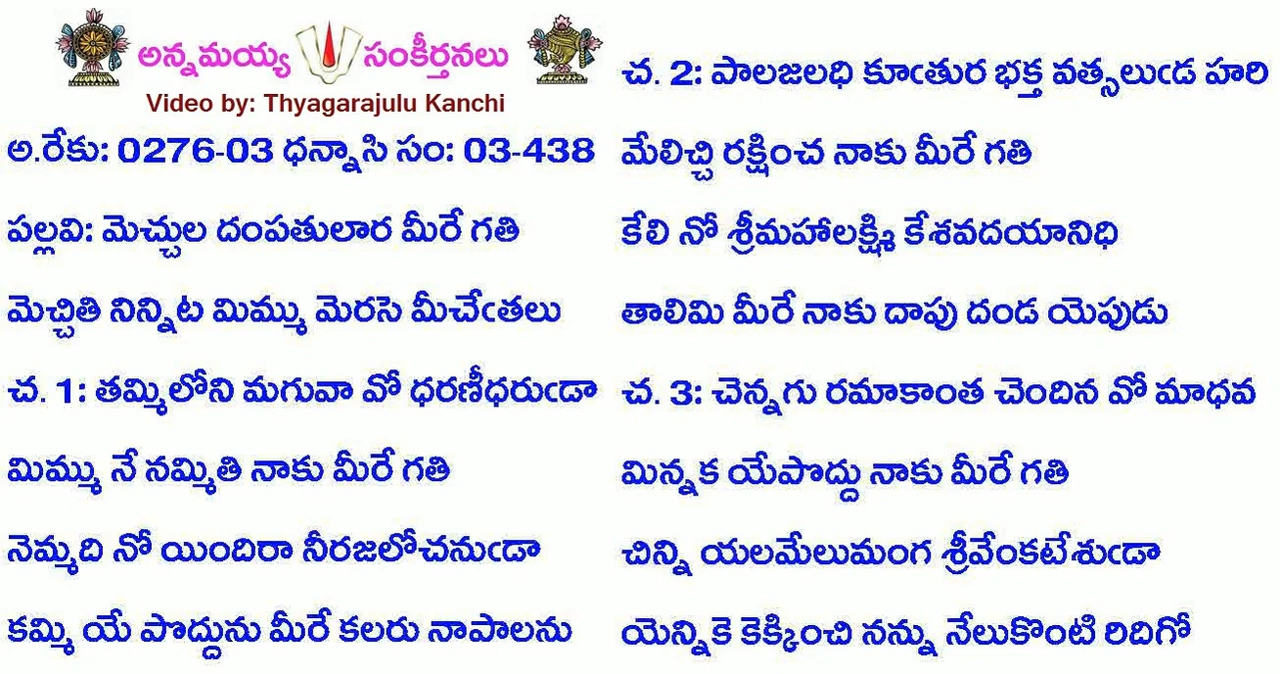 అన్నమయ్య సంకీర్తనలు
Video by: Thyagarajulu Kanchi
అ.రేకు: 0276-03 ధన్నాసి సం: 03-438
పల్లవి: మెచ్చుల దంపతులార మీరే గతి
మెచ్చితి నిన్నిట మిమ్ము మెరసె మీచేఁతలు
చ. 1: తమ్మిలోని మగువా వో ధరణీధరుఁడా
మిమ్ము నే నమ్మితి నాకు మీరే గతి
నెమ్మది నో యిందిరా నీరజలోచనుఁడా
కమ్మి యే పొద్దును మీరే కలరు నాపాలను
చ. 2: పాలజలధి కూఁతుర భక్త వత్సలుఁడ హరి
మేలిచ్చి రక్షించ నాకు మీరే గతి
కేలి నో శ్రీమహాలక్ష్మి కేశవదయానిధి
తాలిమి మీరే నాకు దాపు దండ యెపుడు
చ. 3: చెన్నగు రమాకాంత చెందిన వో మాధవ
మిన్నక యేపొద్దు నాకు మీరే గతి
చిన్ని యలమేలుమంగ శ్రీవేంకటేశుఁడా
యెన్నికె కెక్కించి నన్ను నేలుకొంటి రిదిగో